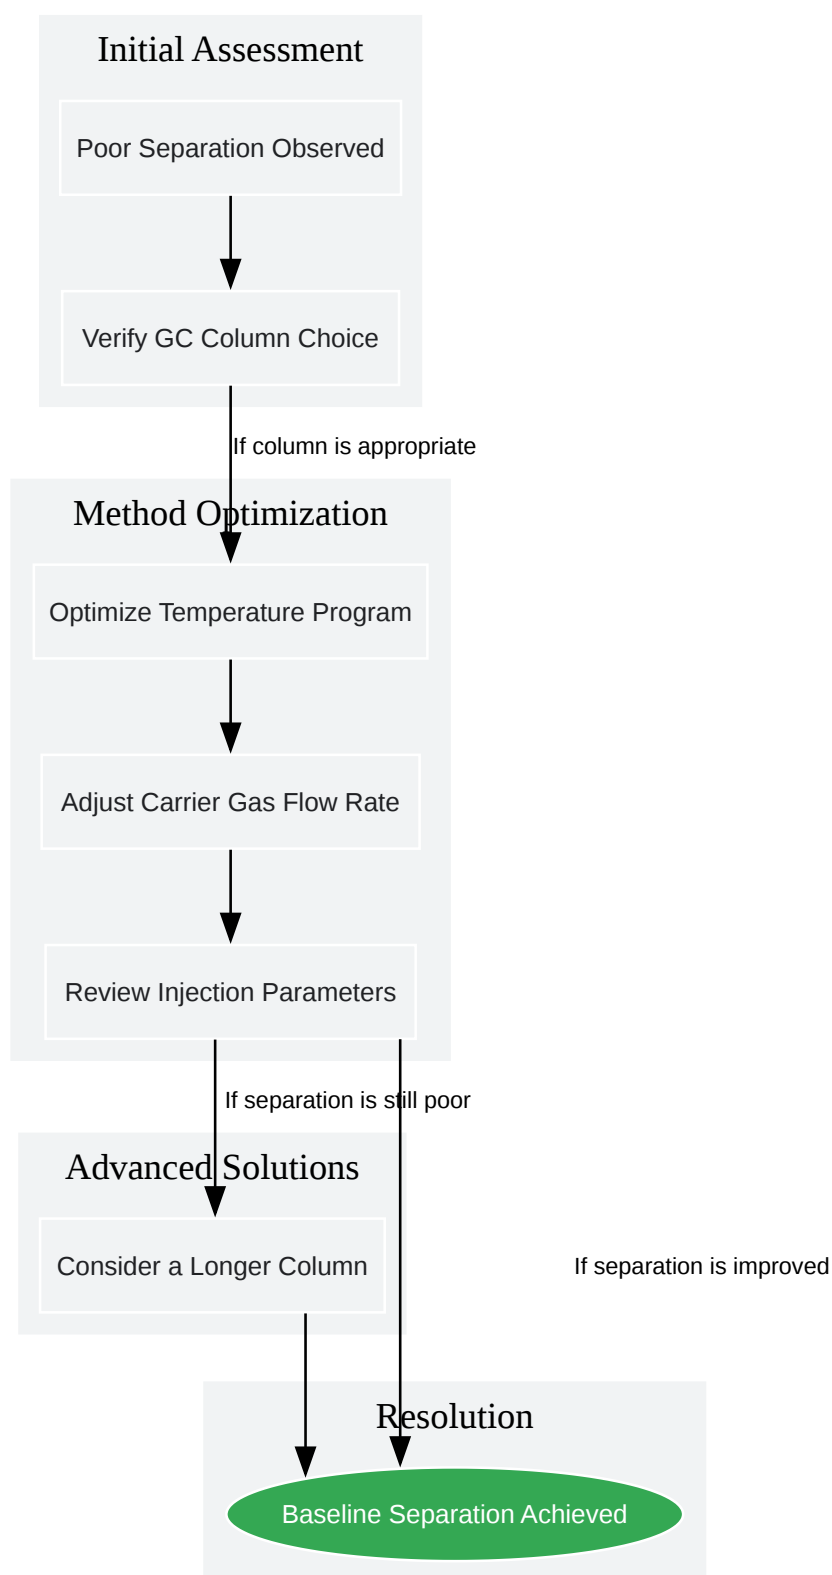 Initial Assessment
Poor Separation Observed
Verify GC Column Choice
If column is appropriate
Method Optimization
Optimize Temperature Program
Adjust Carrier Gas Flow Rate
Review Injection Parameters
If separation is still poor
Advanced Solutions
Consider a Longer Column
If separation is improved
Resolution
Baseline Separation Achieved